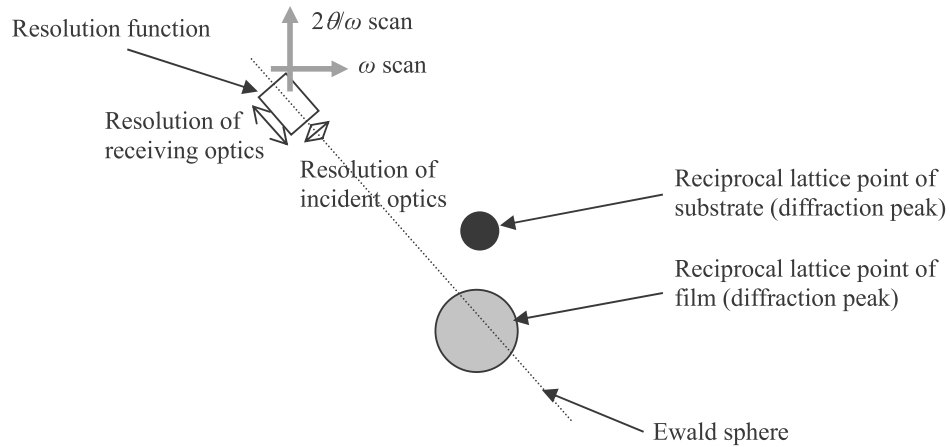 Resolution function
2θ/ω scan
ω scan
Resolution of
receiving optics
Resolution of
incident optics
Reciprocal lattice point of
substrate (diffraction peak)
Reciprocal lattice point of
film (diffraction peak)
Ewald sphere